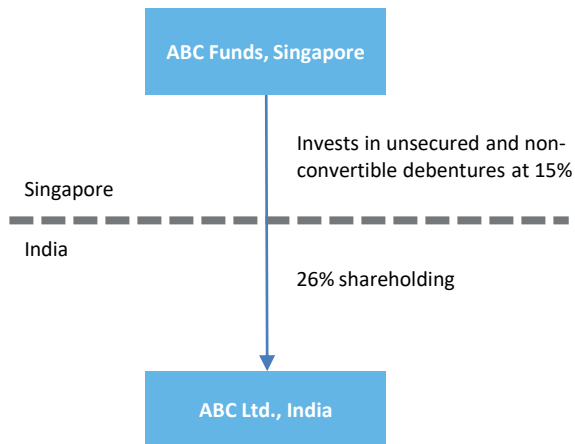 ABC Funds, Singapore
Invests in unsecured and non-
convertible debentures at 15%
Singapore
India
26% shareholding
ABC Ltd., India